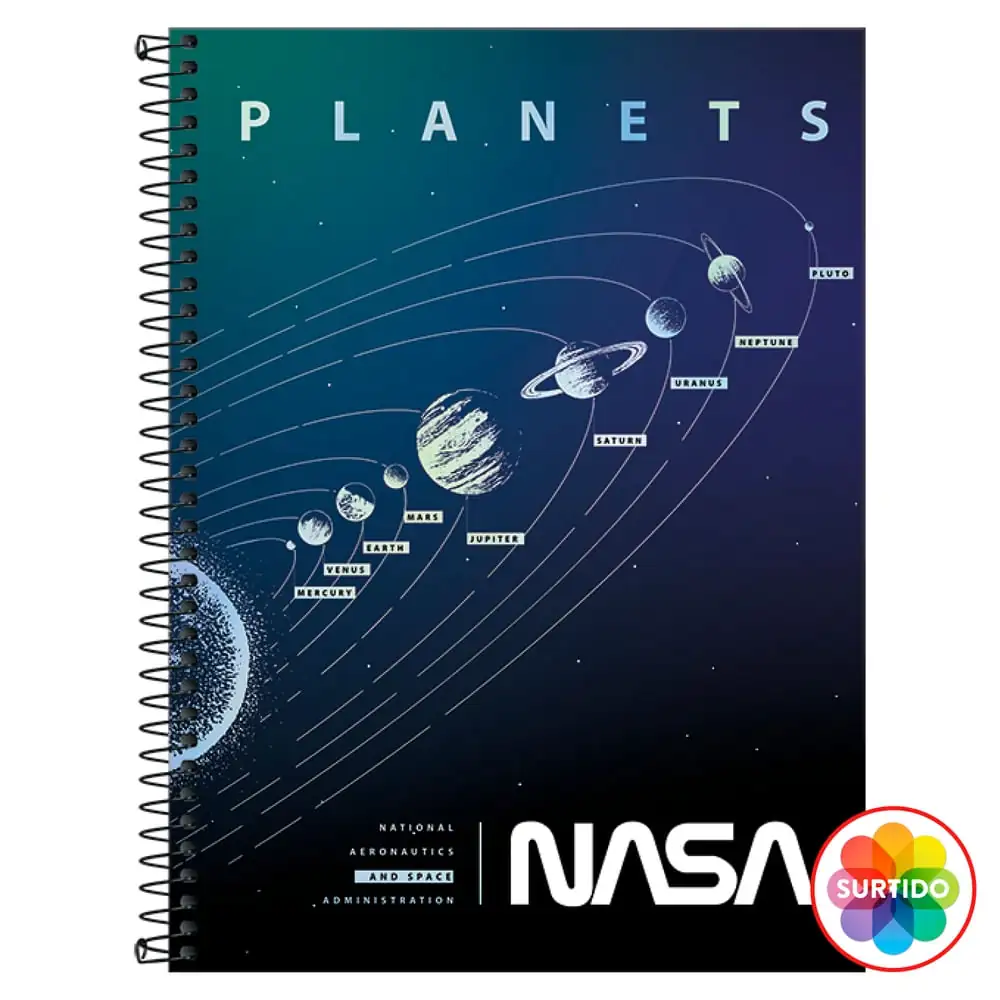 PLANETS
PLUTO
NEPTUNE
URANUS
SATURN
MARS
JUPITER
EARTH
VENUS
MERCURY
NATIONAL
AERONAUTICS
AND SPACE
ADMINISTRATION
NASA
SURTIDO